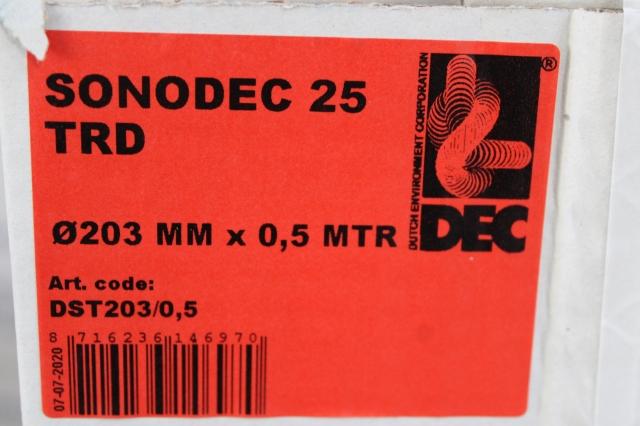 SONODEC 25
TRD
Ø203 MM x 0,5 MTR
Art. code:
DST203/0,5
8 716236 146970
07-07-2020
DUTCH ENVIRONMENT CORPORATION
DEC
®